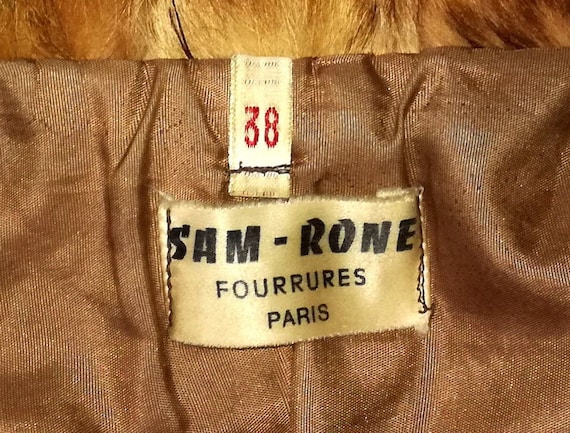 38
SAM - RONE
FOURRURES
PARIS